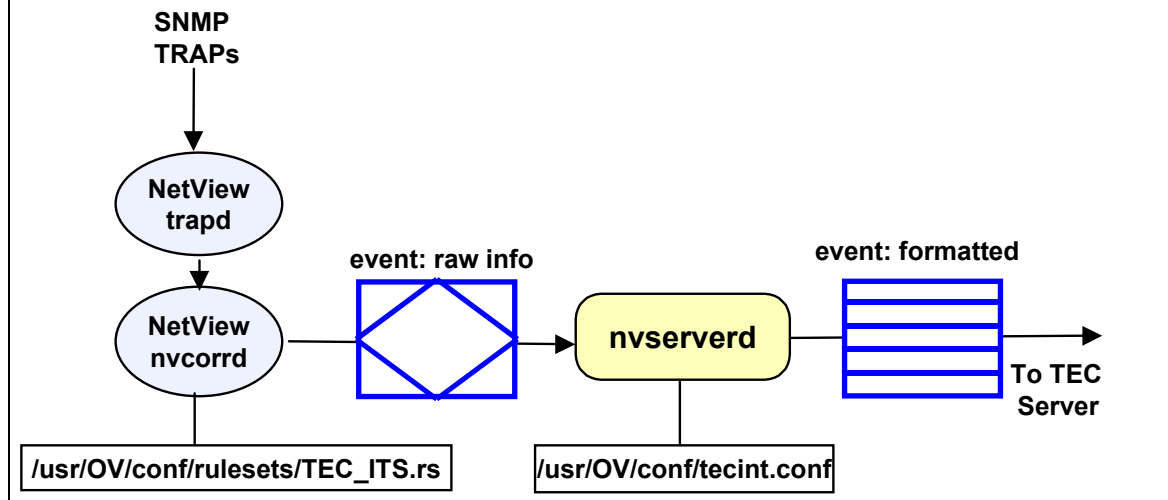 SNMP
TRAPs
NetView
trapd
event: raw info
event: formatted
NetView
nvcorrd
nvserverd
To TEC
Server
/usr/OV/conf/rulesets/TEC_ITS.rs
/usr/OV/conf/tecint.conf